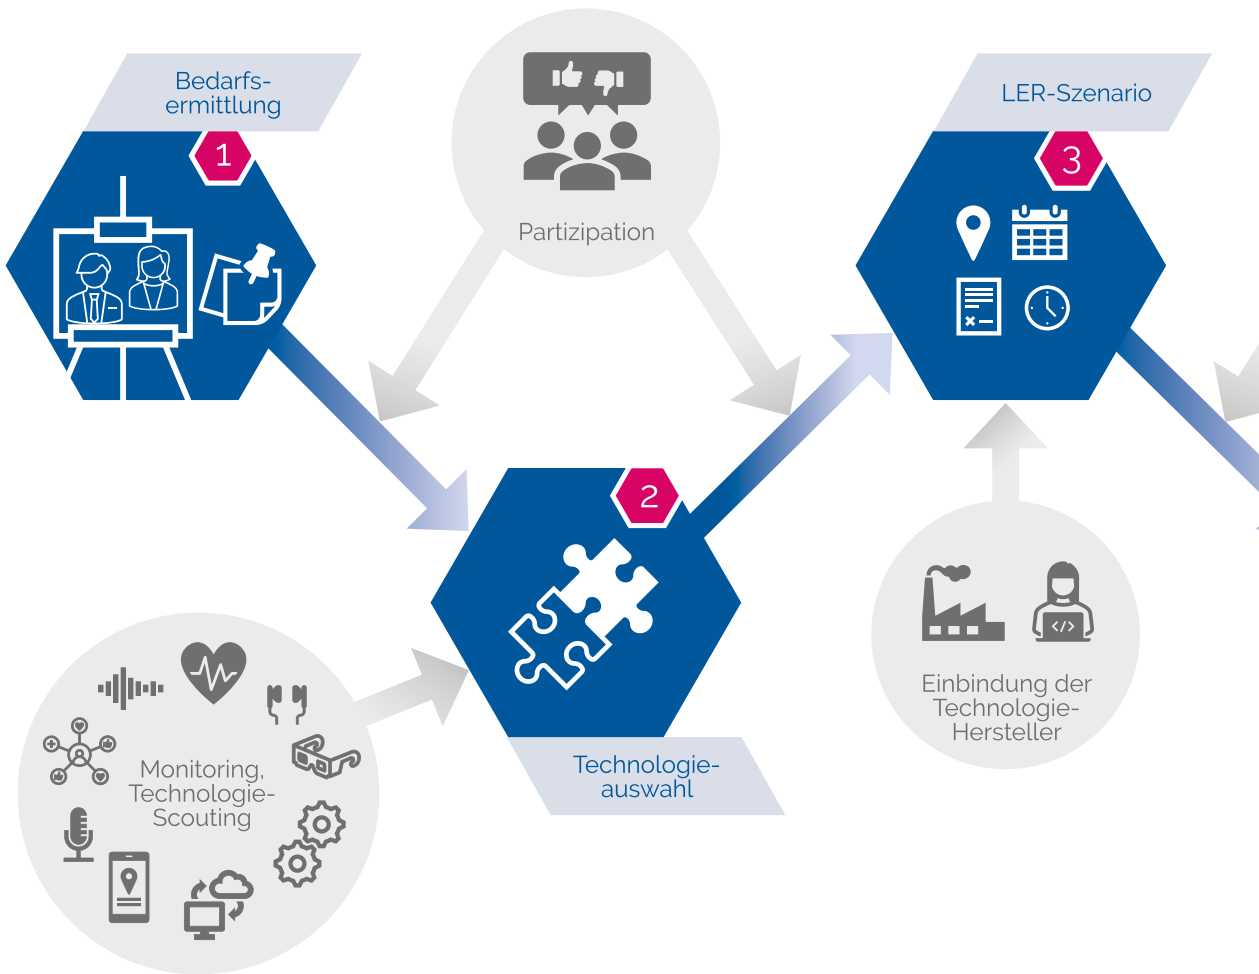 Bedarfs-
ermittlung
1
Partizipation
LER-Szenario
3
2
Technologie-
auswahl
Monitoring,
Technologie-
Scouting
</>
Einbindung der
Technologie-
Hersteller